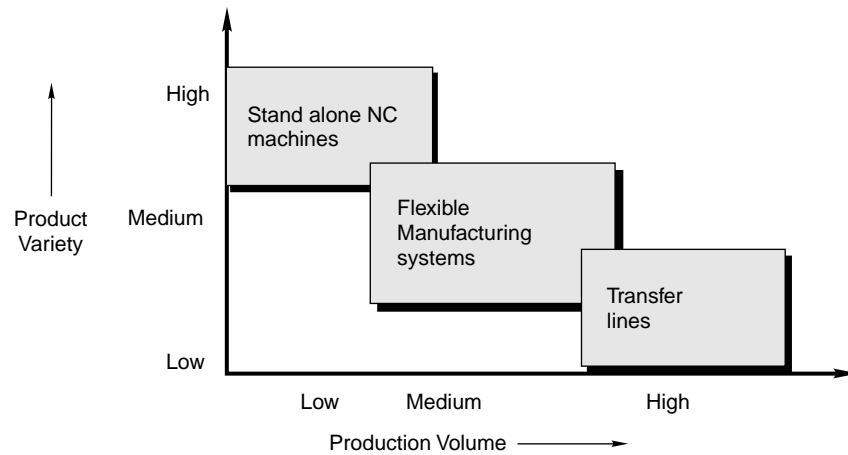 High
Stand alone NC
machines
Product
Variety
Medium
Flexible
Manufacturing
systems
Transfer
lines
Low
Low Medium High
Production Volume